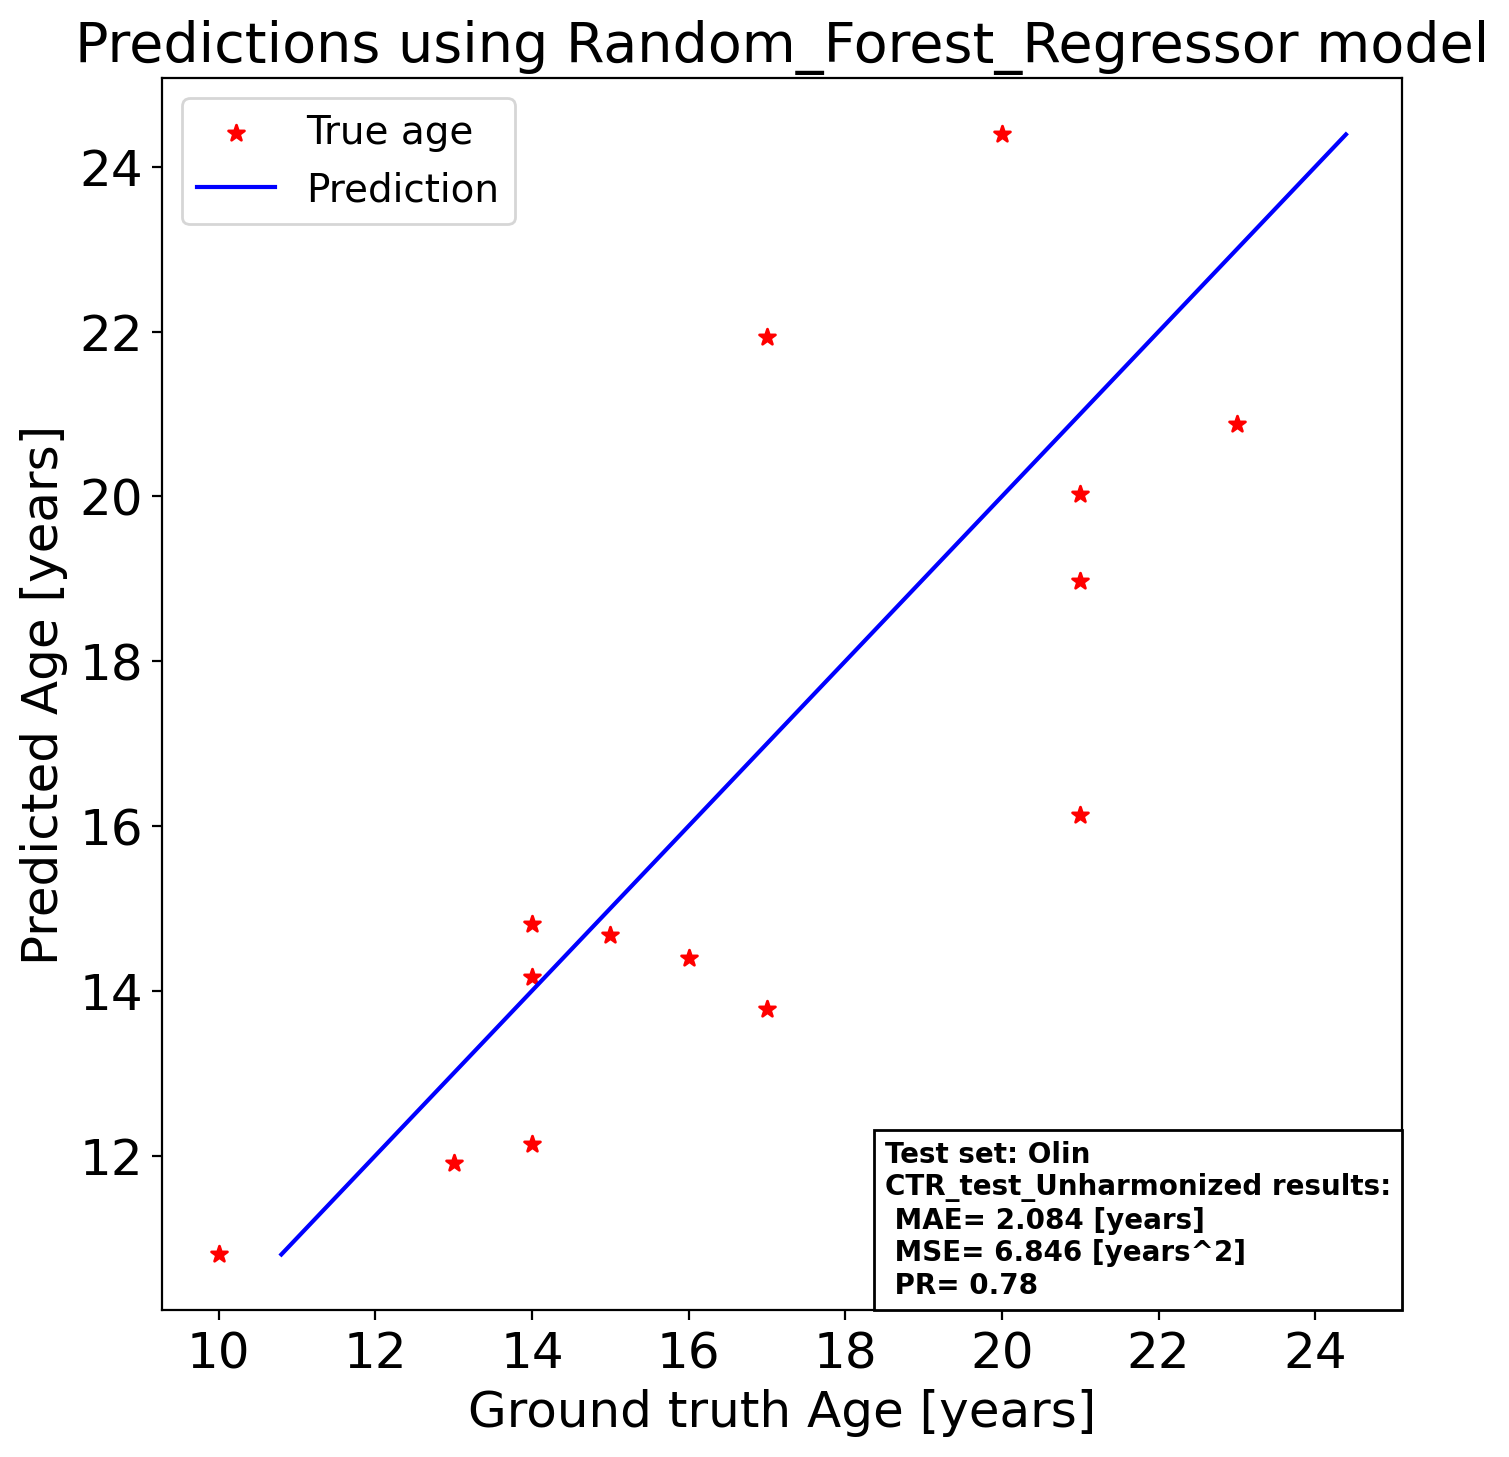 Predictions using Random_Forest_Regressor model
True age
Prediction
24
22
20
18
16
14
12
Predicted Age [years]
Test set: Olin
CTR_test_Unharmonized results:
MAE= 2.084 [years]
MSE= 6.846 [years^2]
PR= 0.78
10 12 14 16 18 20 22 24
Ground truth Age [years]